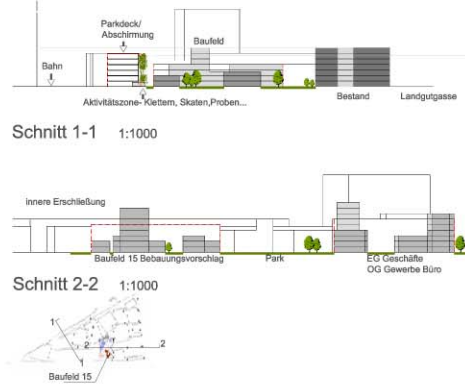 Parkdeck/
Abschirmung
Baufeld
Bahn
Aktivitätszone- Klettern, Skaten,Proben...
Bestand
Landgutgasse
Schnitt 1-1 1:1000
innere Erschließung
Baufeld 15 Bebauungsvorschlag
Park
EG Geschäfte
OG Gewerbe Büro
Schnitt 2-2 1:1000
1
2
2
1
Baufeld 15